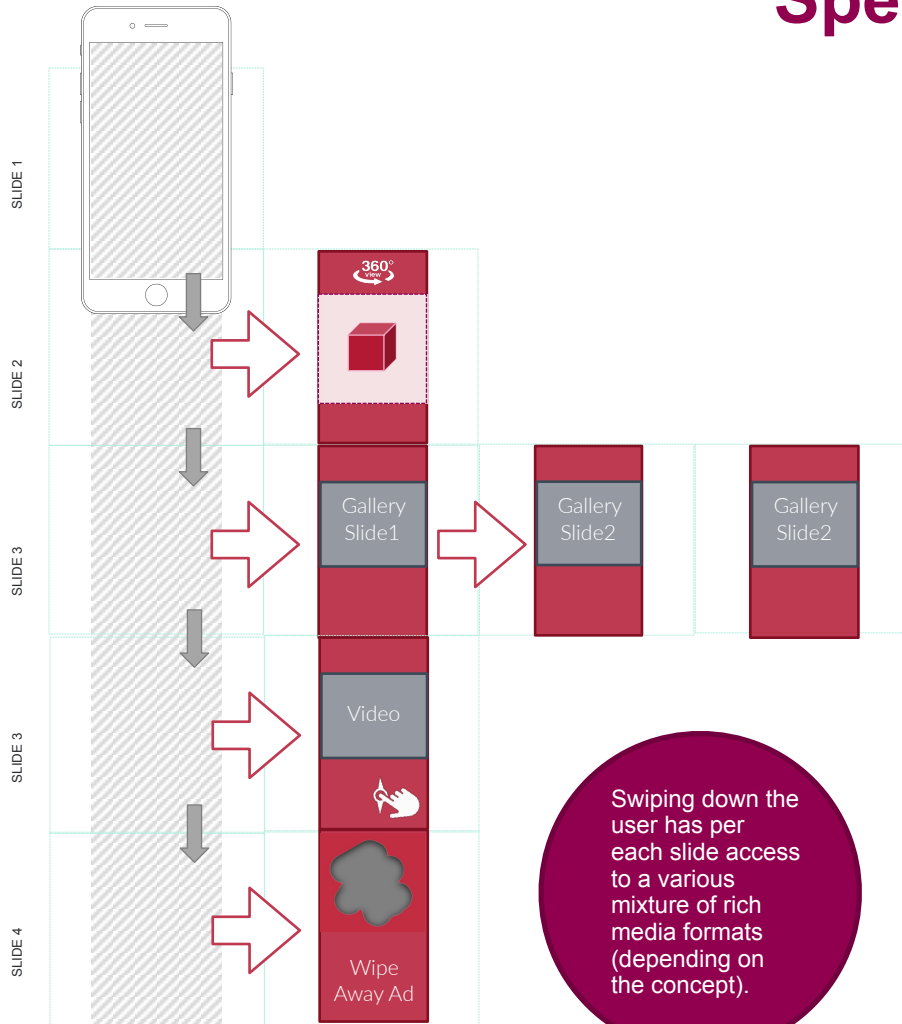 Spe
SLIDE 1
360°
view
SLIDE 2
Gallery
Slide1
Gallery
Slide2
Gallery
Slide2
SLIDE 3
Video
SLIDE 3
Swiping down the
user has per
each slide access
to a various
mixture of rich
media formats
(depending on
the concept).
Wipe
Away Ad
SLIDE 4